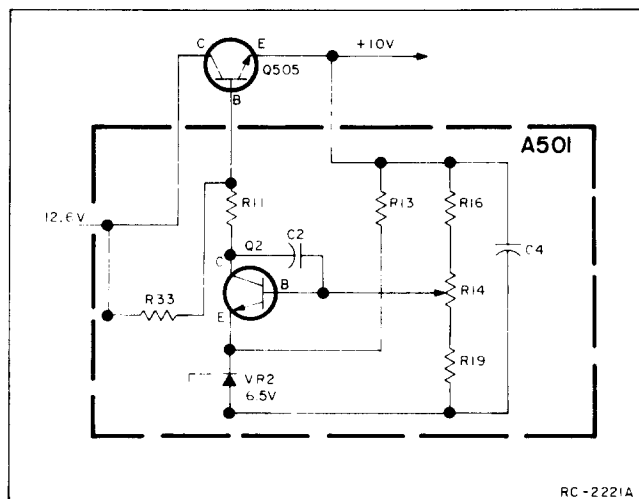 C
E
+10V
Q505
B
A501
12.6V
R11
R13
R16
C2
Q2
C4
C
B
R14
R33
E
R19
VR2
6.5V
RC-2221A